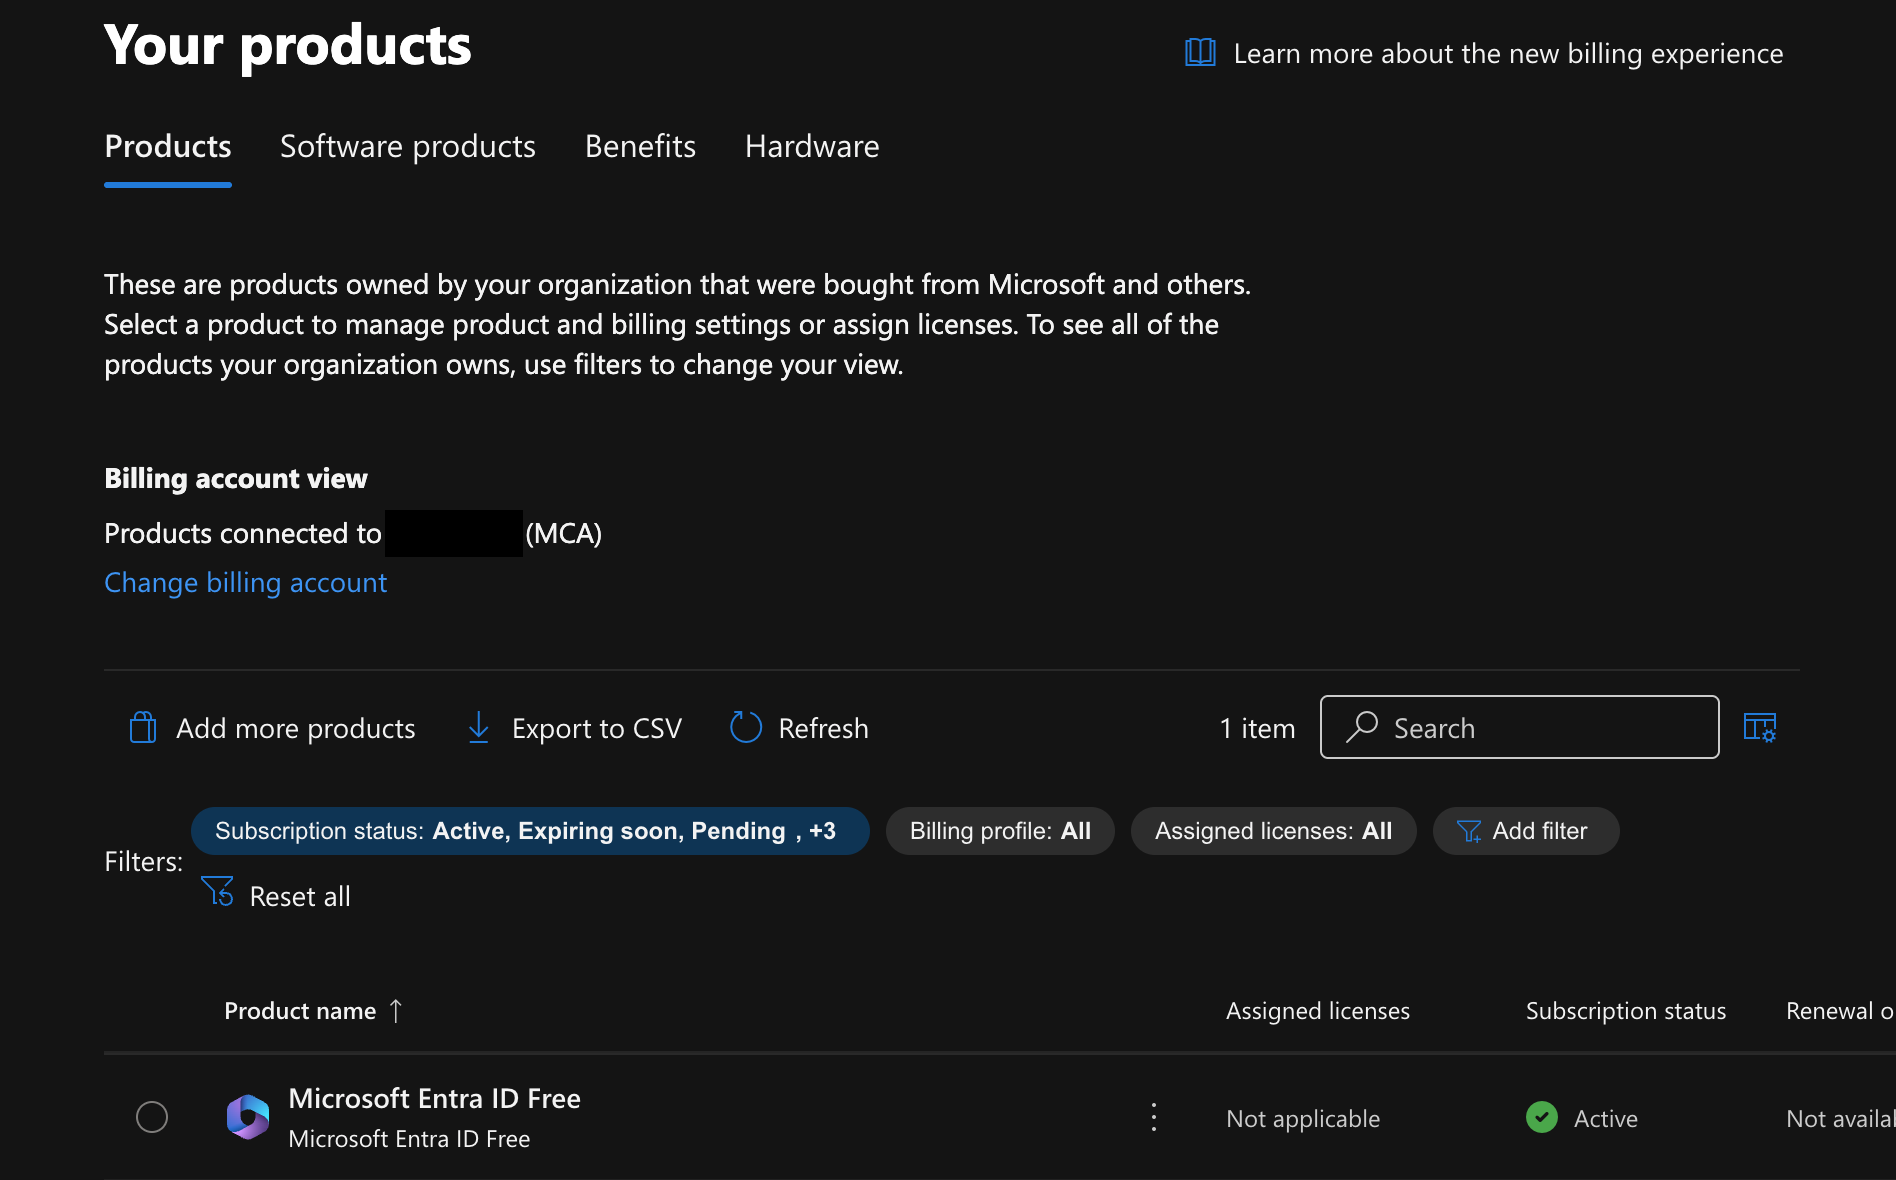 Your products
Learn more about the new billing experience
Products Software products Benefits Hardware
These are products owned by your organization that were bought from Microsoft and others.
Select a product to manage product and billing settings or assign licenses. To see all of the
products your organization owns, use filters to change your view.
Billing account view
Products connected to (MCA)
Change billing account
Add more products Export to CSV Refresh 1 item Search
Filters: Subscription status: Active, Expiring soon, Pending , +3 Billing profile: All Assigned licenses: All Add filter
Reset all
Product name ↑ Assigned licenses Subscription status Renewal o
Microsoft Entra ID Free
Microsoft Entra ID Free
Not applicable Active Not availa